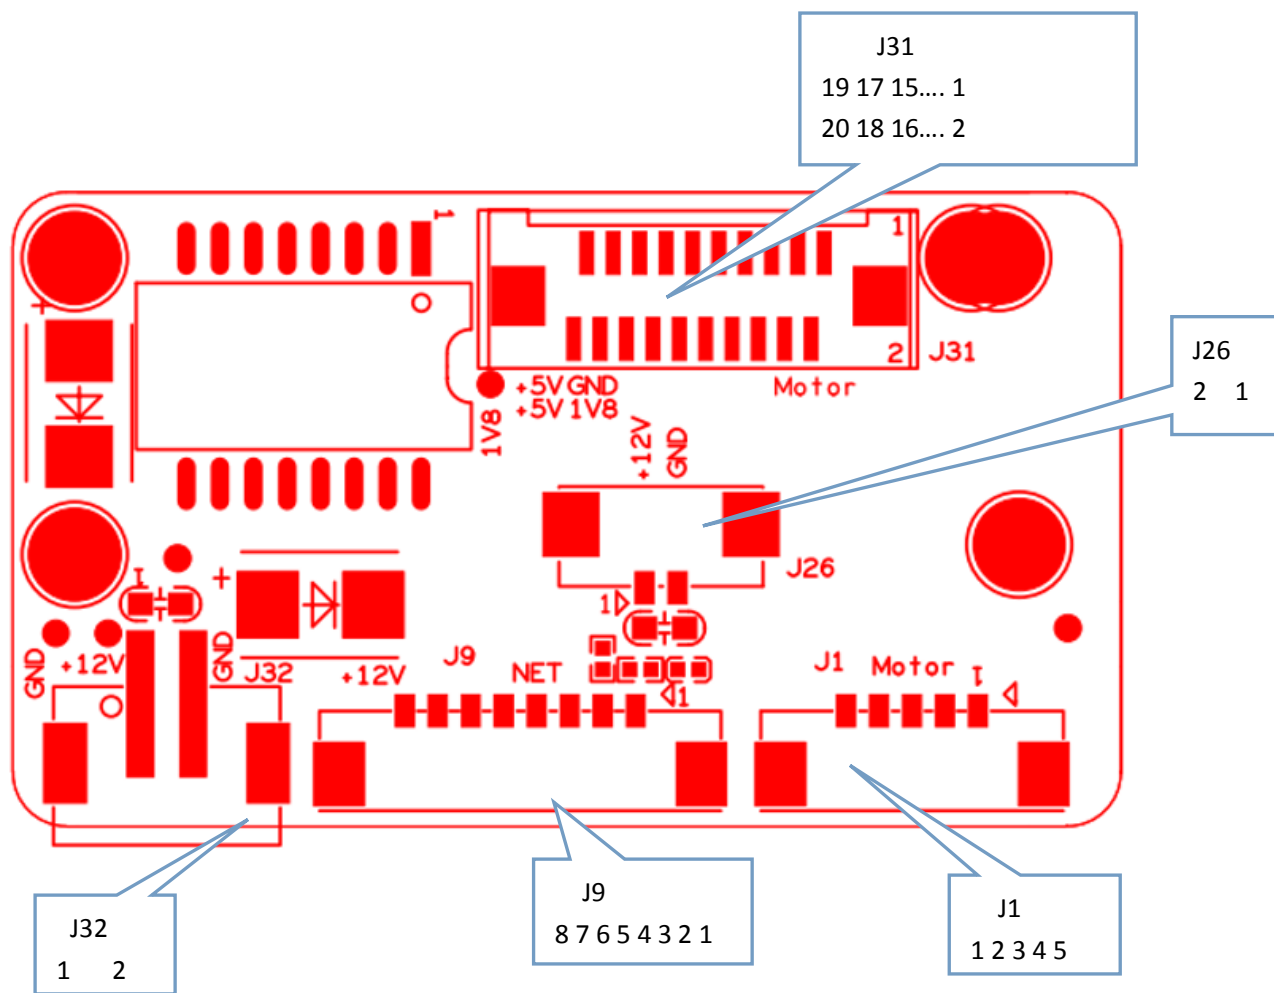 J31
19 17 15.... 1
20 18 16.... 2
1
1
+
2
J31
J26
2 1
+5V GND
+5V 1V8
Motor
1V8
+12V
GND
J26
1
+
1
GND
+12V
GND
J32
+12V
J9
NET
1
J1
Motor
1
J32
1 2
J9
8 7 6 5 4 3 2 1
J1
1 2 3 4 5